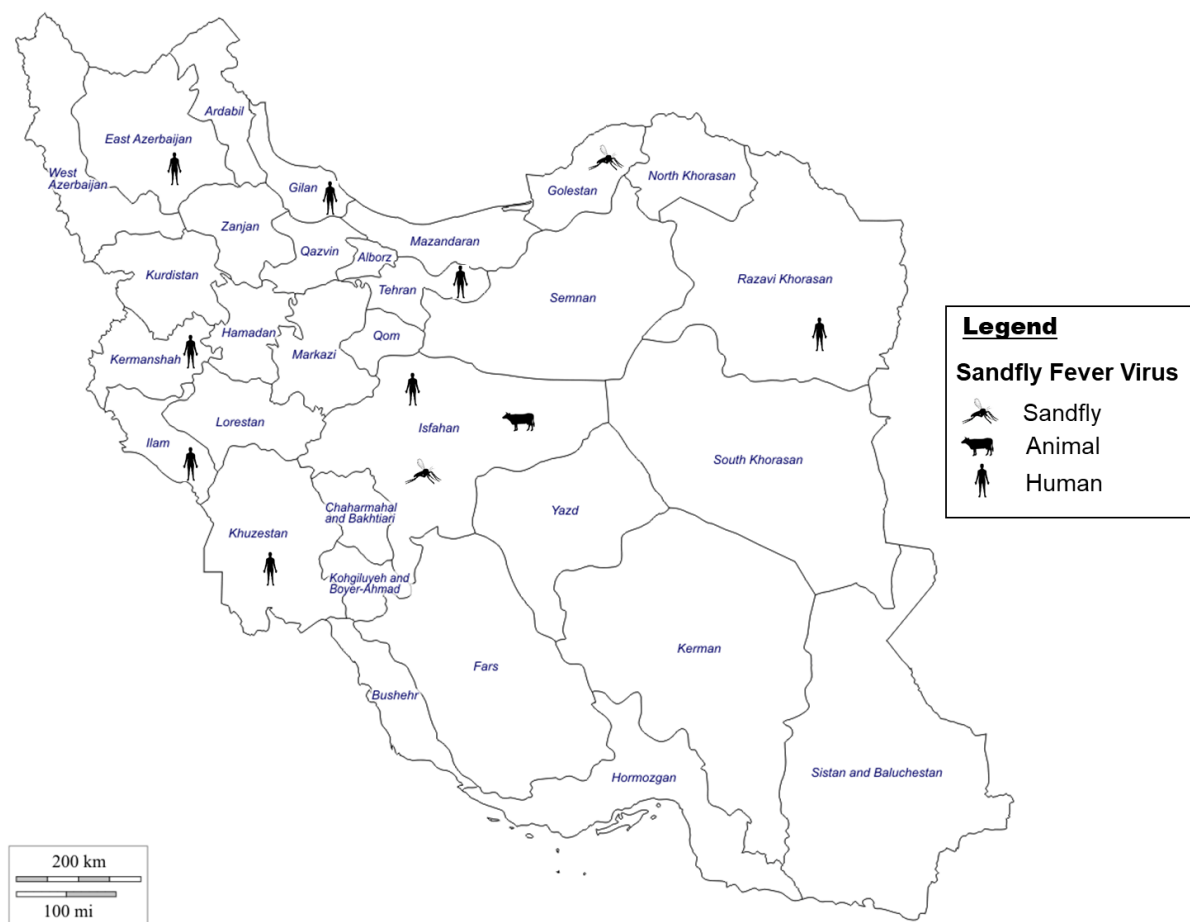 Ardabil
East Azerbaijan
West
Azerbaijan
Gilan
Golestan
North Khorasan
Zanjan
Mazandaran
Qazvin
Alborz
Kurdistan
Tehran
Semnan
Razavi Khorasan
Hamadan
Qom
Kermanshah
Markazi
Lorestan
Isfahan
Ilam
South Khorasan
Chaharmahal
and Bakhtiari
Yazd
Khuzestan
Kohgiluyeh and
Boyer-Ahmad
Kerman
Fars
Bushehr
Hormozgan
Sistan and Baluchestan
Legend
Sandfly Fever Virus
Sandfly
Animal
Human
200 km
100 mi